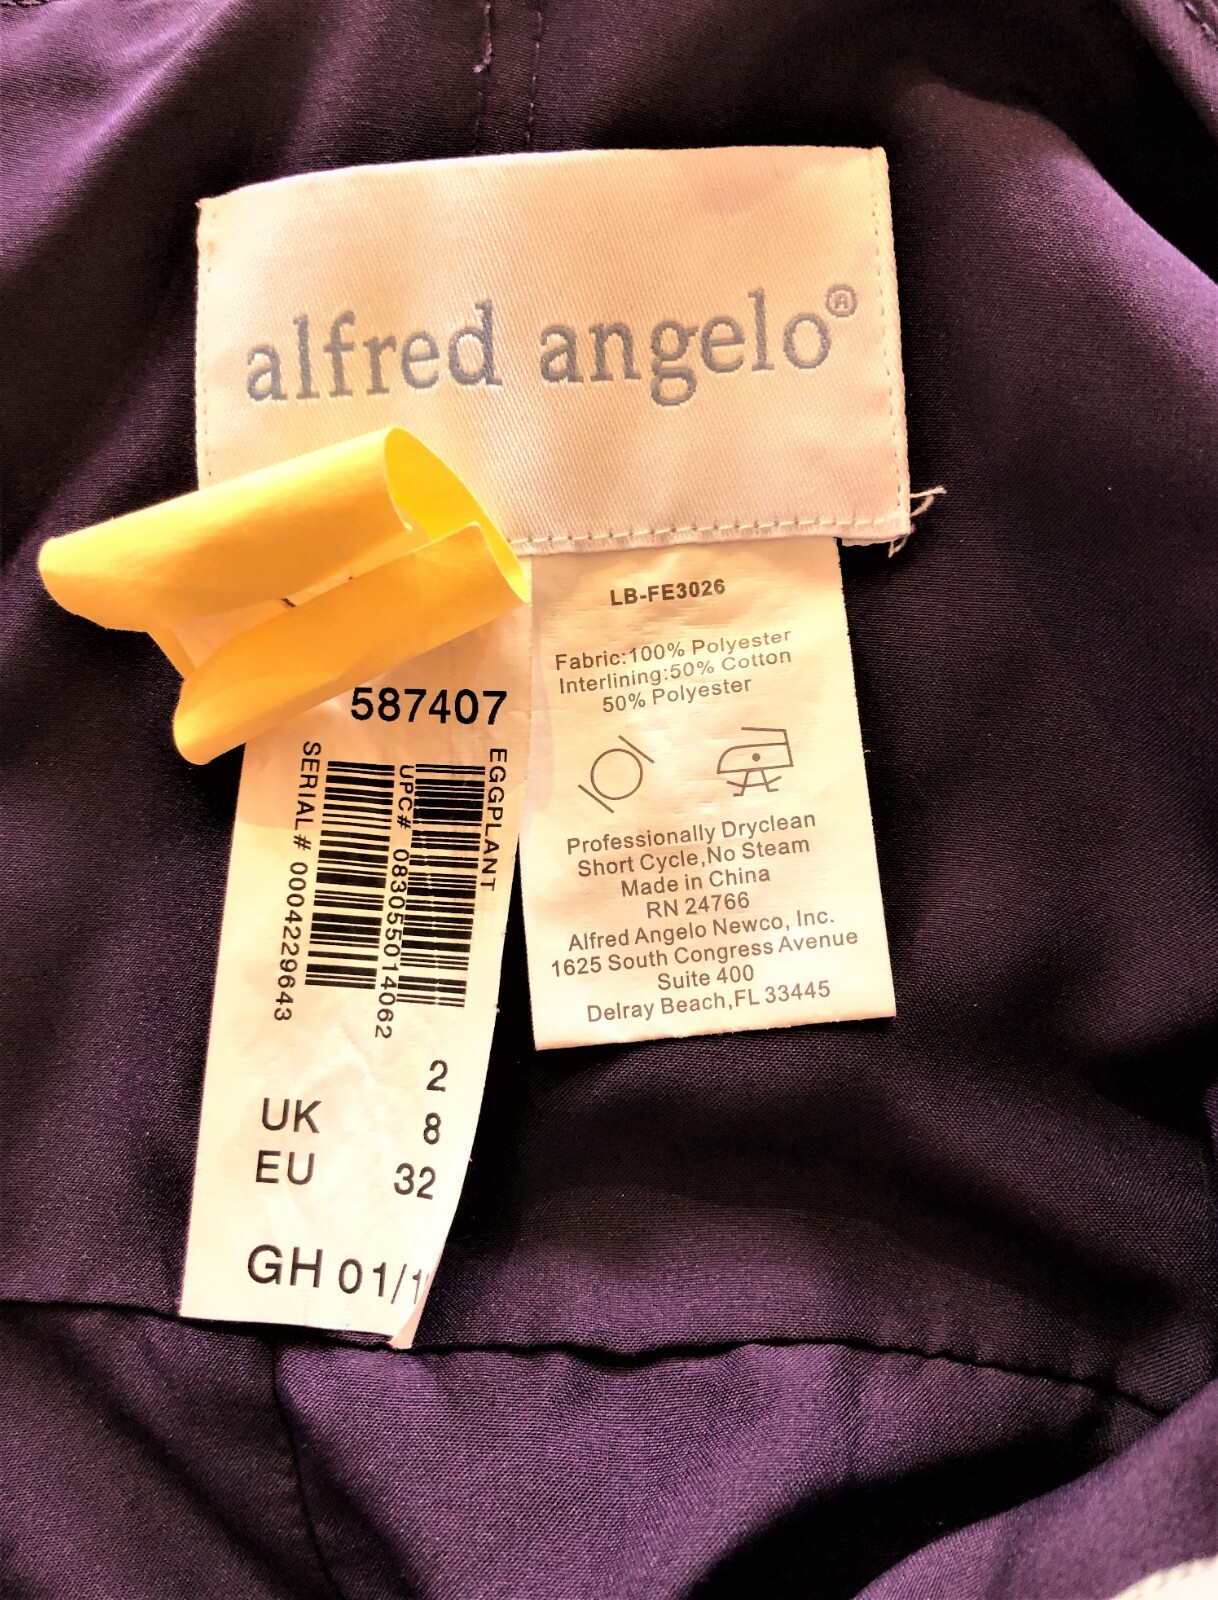 alfred angelo®
LB-FE3026
Fabric:100% Polyester
Interlining:50% Cotton
50% Polyester
Professionally Dryclean
Short Cycle,No Steam
Made in China
RN 24766
Alfred Angelo Newco, Inc.
1625 South Congress Avenue
Suite 400
Delray Beach,FL 33445
587407
EGGPLANT
UPC# 083055014062
SERIAL# 0004229643
2
UK 8
EU 32
GH 01/1